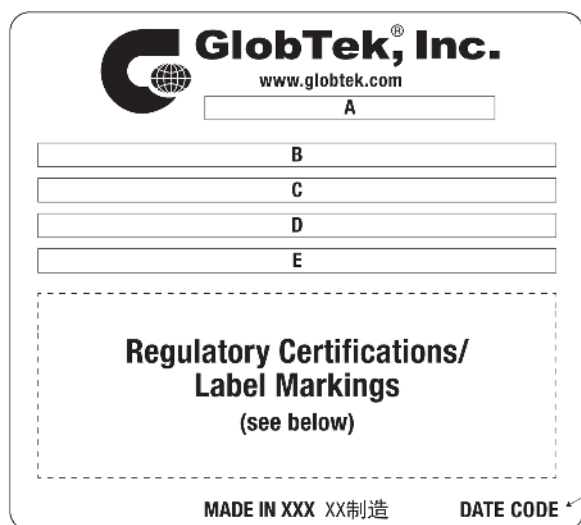 GlobTek,® Inc.
www.globtek.com
A
B
C
D
E
Regulatory Certifications/
Label Markings
(see below)
MADE IN XXX XX制造 DATE CODE